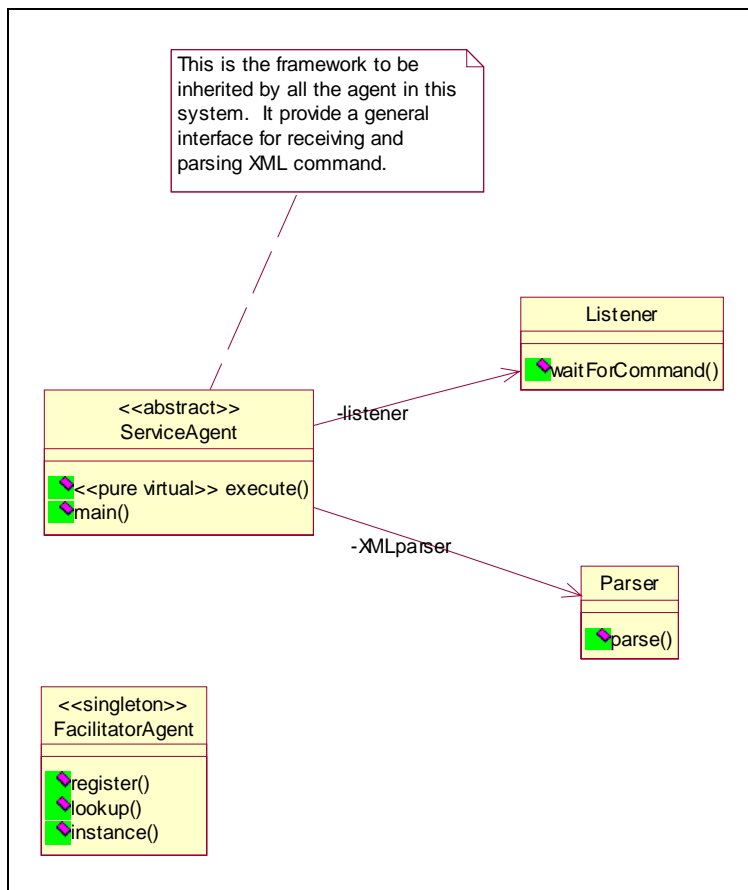 This is the framework to be
inherited by all the agent in this
system.  It provide a general
interface for receiving and
parsing XML command.
Listener
waitForCommand()
<<abstract>>
ServiceAgent
<<pure virtual>> execute()
main()
-listener
-XMLparser
Parser
parse()
<<singleton>>
FacilitatorAgent
register()
lookup()
instance()